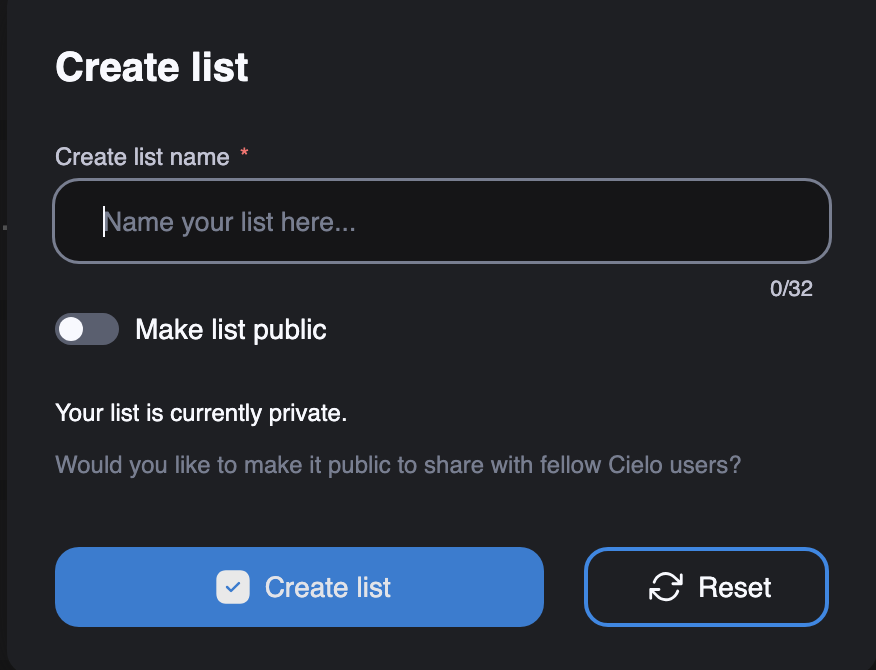 Create list
Create list name *
Name your list here...
0/32
Make list public
Your list is currently private.
Would you like to make it public to share with fellow Cielo users?
Create list
Reset